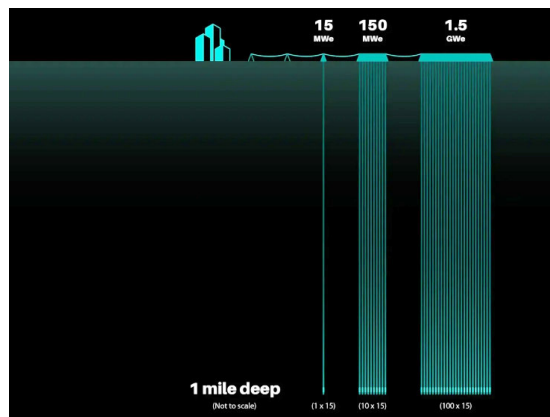 15
MWe
150
MWe
1.5
GWe
1 mile deep
(Not to scale)
(1 x 15)
(10 x 15)
(100 x 15)